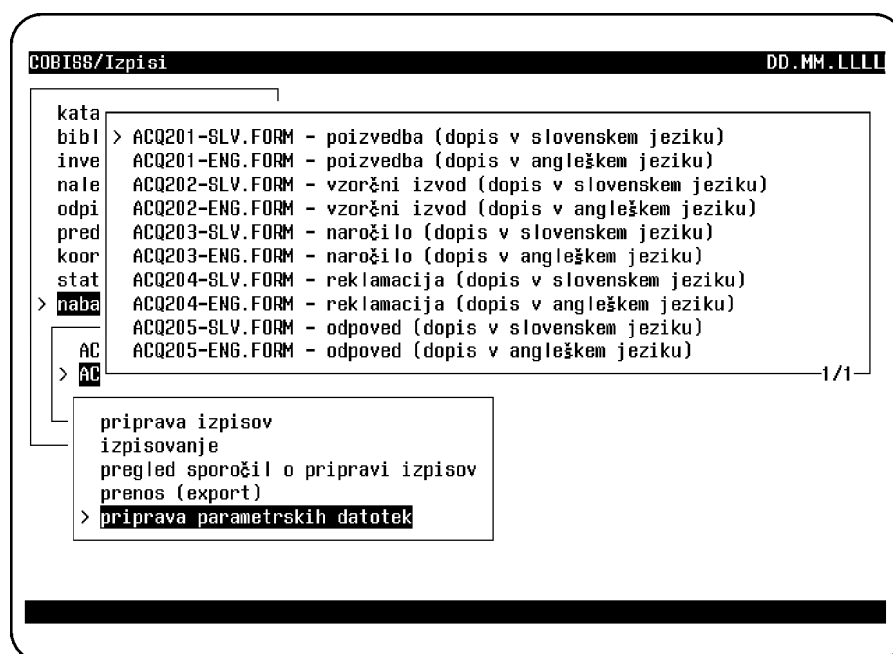 COBISS/Izpisi DD.MM.LLLL
kata
bibl > ACQ201-SLV.FORM - poizvedba (dopis v slovenskem jeziku)
inve ACQ201-ENG.FORM - poizvedba (dopis v angleškem jeziku)
nale ACQ202-SLV.FORM - vzorčni izvod (dopis v slovenskem jeziku)
odpi ACQ202-ENG.FORM - vzorčni izvod (dopis v angleškem jeziku)
pred ACQ203-SLV.FORM - naročilo (dopis v slovenskem jeziku)
koor ACQ203-ENG.FORM - naročilo (dopis v angleškem jeziku)
stat ACQ204-SLV.FORM - reklamacija (dopis v slovenskem jeziku)
> naba ACQ204-ENG.FORM - reklamacija (dopis v angleškem jeziku)
ACQ205-SLV.FORM - odpoved (dopis v slovenskem jeziku)
AC ACQ205-ENG.FORM - odpoved (dopis v angleškem jeziku)
> AC 1/1
priprava izpisov
izpisovanje
pregled sporočil o pripravi izpisov
prenos (export)
> priprava parametrskih datotek